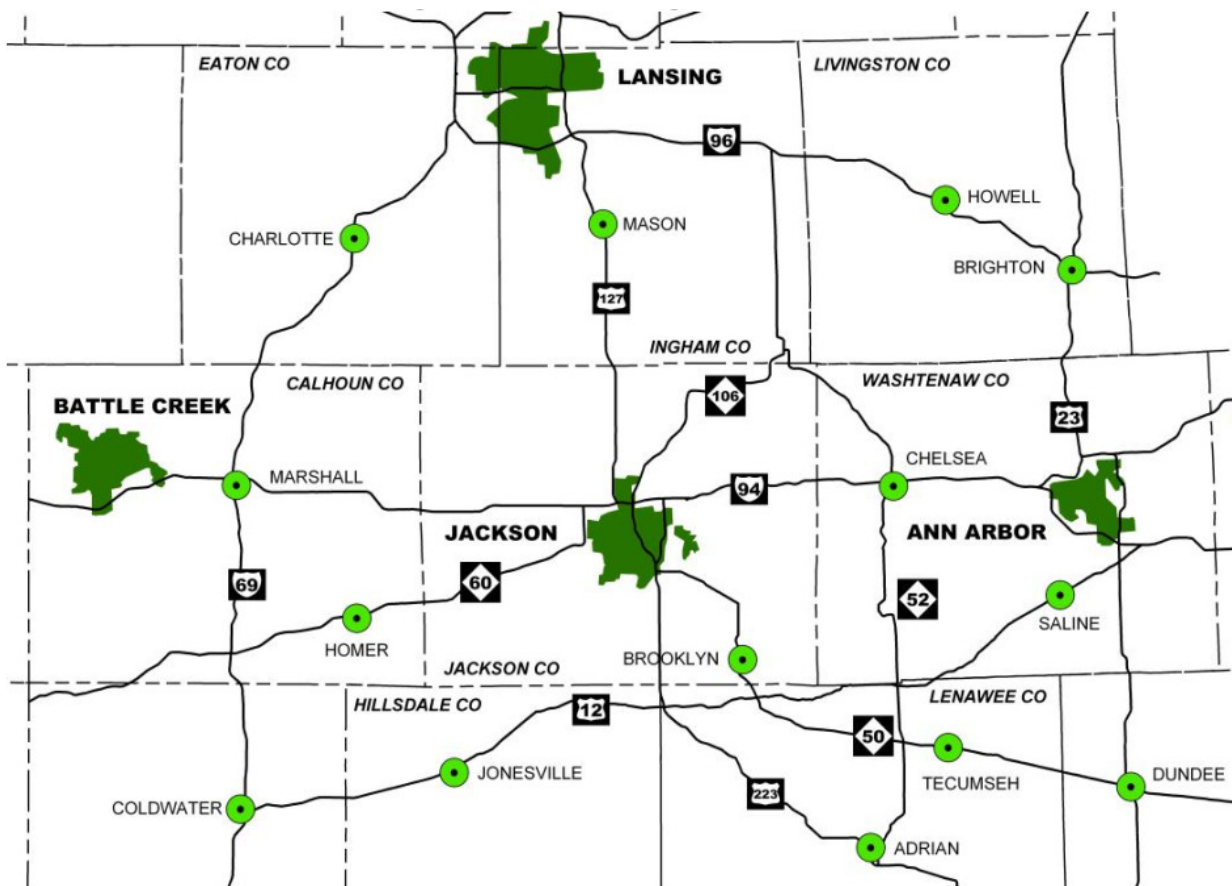 EATON CO
LANSING
LIVINGSTON CO
96
HOWELL
MASON
CHARLOTTE
BRIGHTON
127
INGHAM CO
CALHOUN CO
WASHTENAW CO
106
BATTLE CREEK
23
CHELSEA
MARSHALL
94
JACKSON
ANN ARBOR
69
60
52
SALINE
HOMER
BROOKLYN
JACKSON CO
HILLSDALE CO
12
LENAWEE CO
50
JONESVILLE
TECUMSEH
DUNDEE
223
COLDWATER
ADRIAN